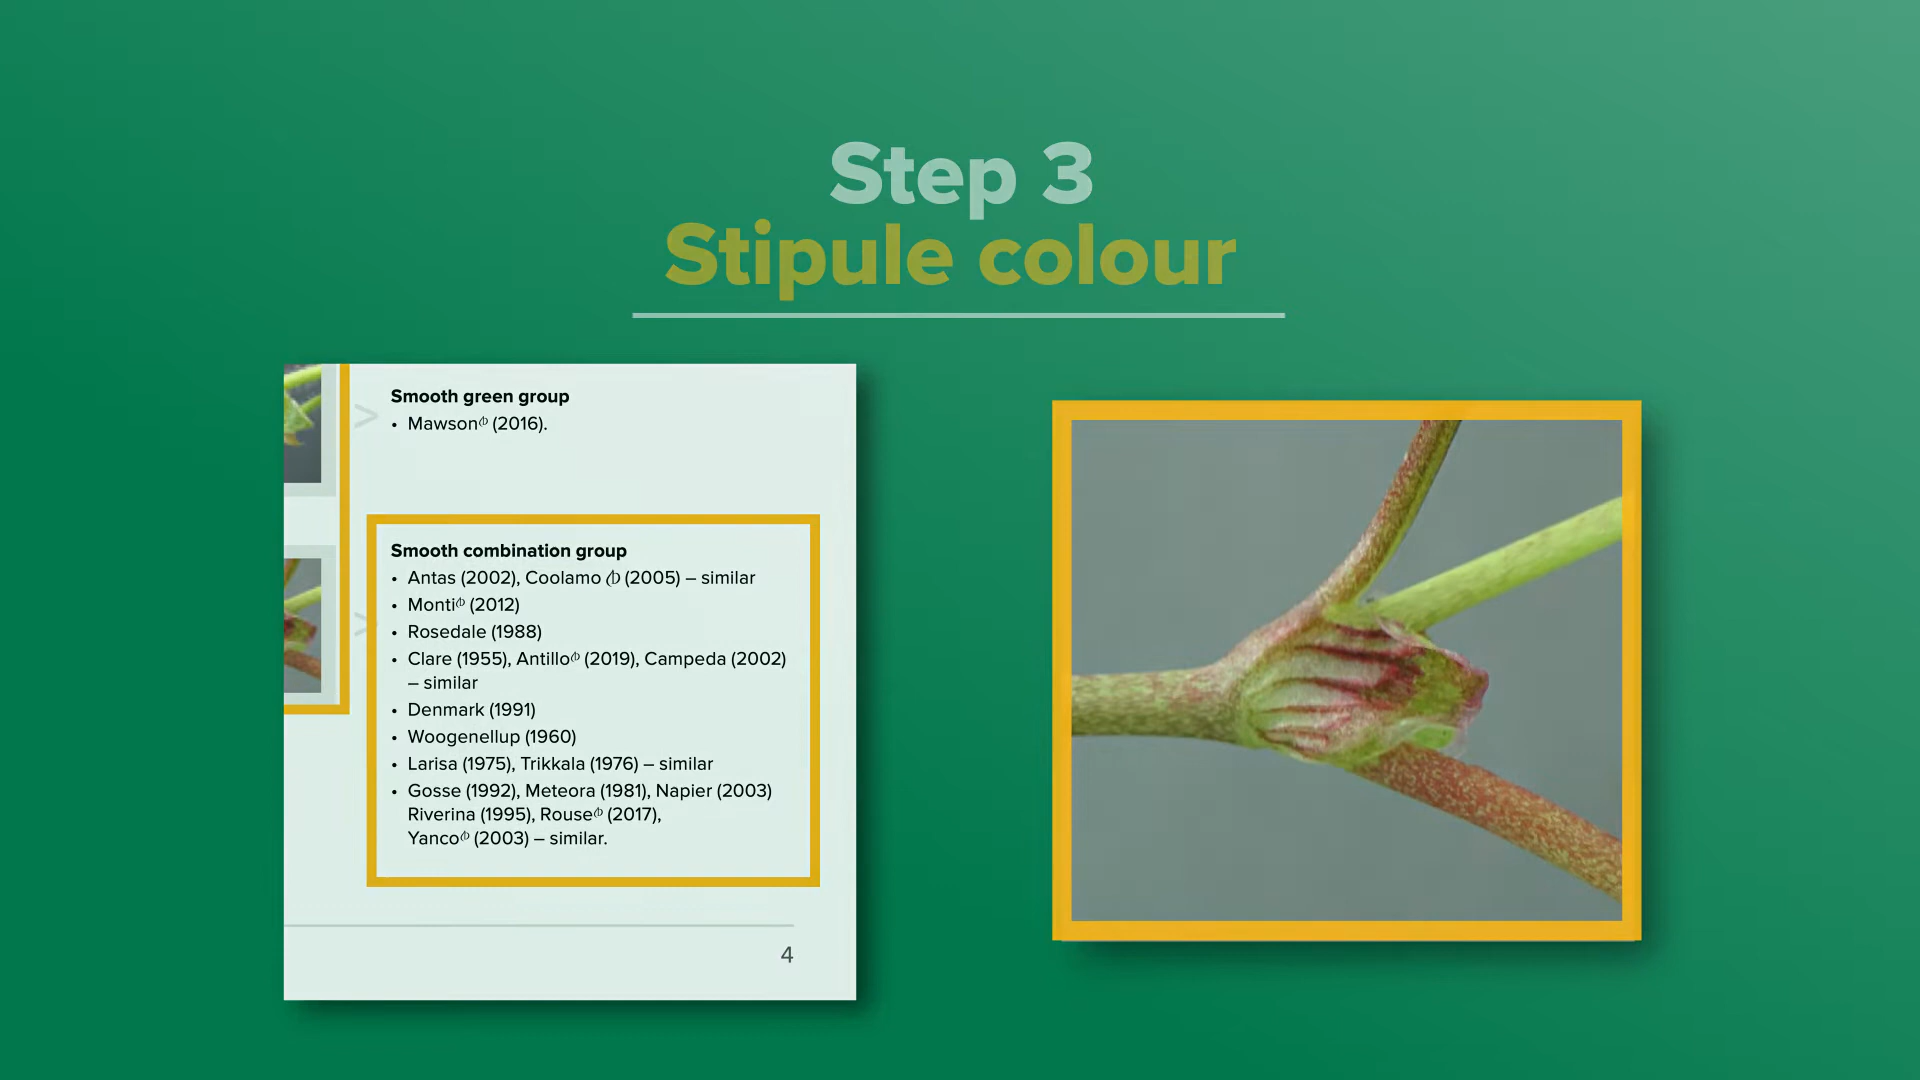 Step 3
Stipule colour
> Smooth green group
• Mawson⏀ (2016).
Smooth combination group
• Antas (2002), Coolamo ⏀ (2005) – similar
• Monti⏀ (2012)
> • Rosedale (1988)
• Clare (1955), Antillo⏀ (2019), Campeda (2002)
– similar
• Denmark (1991)
• Woogenellup (1960)
• Larisa (1975), Trikkala (1976) – similar
• Gosse (1992), Meteora (1981), Napier (2003)
Riverina (1995), Rouse⏀ (2017),
Yanco⏀ (2003) – similar.
4